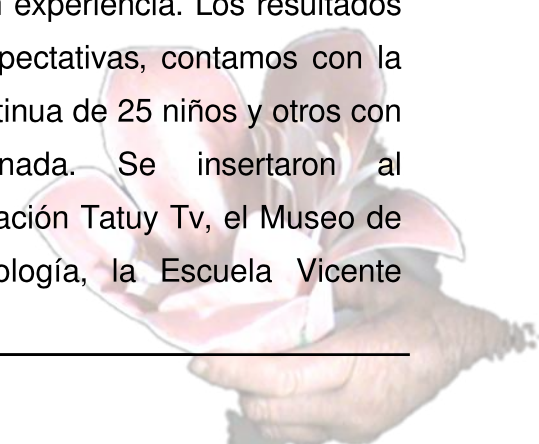 experiencia. Los resultados
pectativas, contamos con la
tinua de 25 niños y otros con
nada. Se insertaron al
ación Tatuy Tv, el Museo de
ología, la Escuela Vicente